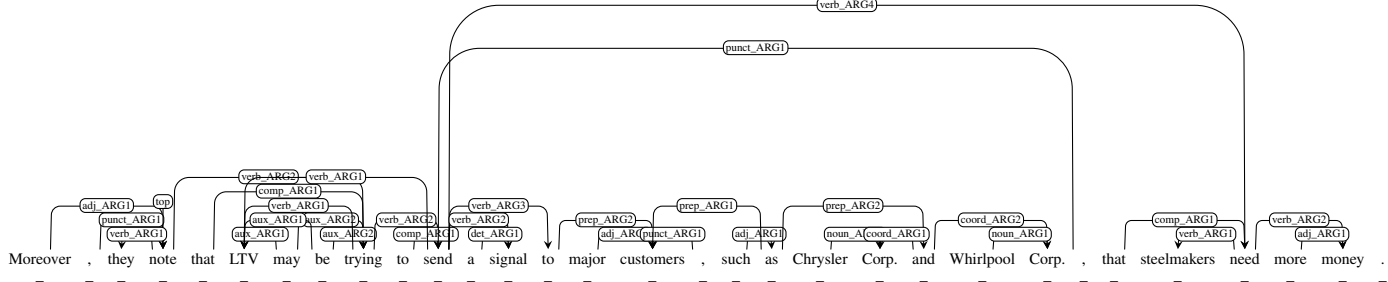 verb_ARG4
punct_ARG1
verb_ARG2 verb_ARG1
comp_ARG1
adj_ARG1 top verb_ARG1 verb_ARG3 prep_ARG1 prep_ARG2
punct_ARG1 aux_ARG1 aux_ARG2 verb_ARG2 verb_ARG2 prep_ARG2 coord_ARG2 comp_ARG1 verb_ARG2
verb_ARG1 aux_ARG1 aux_ARG2 comp_ARG1 det_ARG1 punct_ARG1 adj_ARG1 coord_ARG1 noun_ARG1 verb_ARG1 adj_ARG1
Moreover , they note that LTV may be trying to send a signal to major customers , such as Chrysler Corp. and Whirlpool Corp. , that steelmakers need more money .
_ _ _ _ _ _ _ _ _ _ _ _ _ _ _ _ _ _ _ _ _ _ _ _ _ _ _ _ _ _ _ _